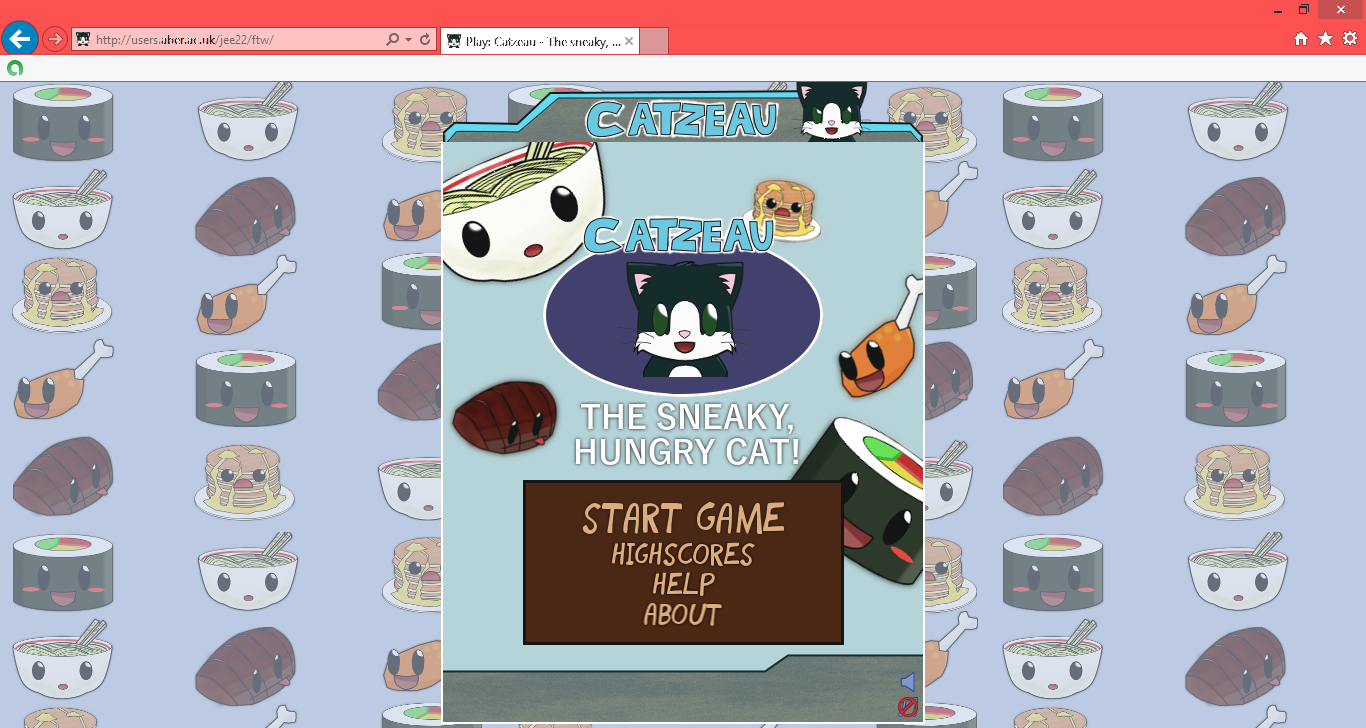 http://users.aber.ac.uk/jee22/ftw/
Play: Catzeau - The sneaky, ...
CATZEAU
CATZEAU
THE SNEAKY,
HUNGRY CAT!
START GAME
HIGHSCORES
HELP
ABOUT